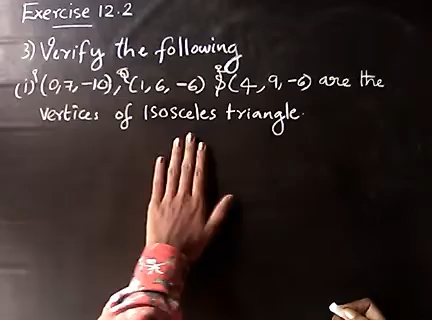 Exercise 12.2
3) Verify the following
(i) (0,7,-10), (1, 6, -6) & (4, 9, -6) are the
vertices of Isosceles triangle.